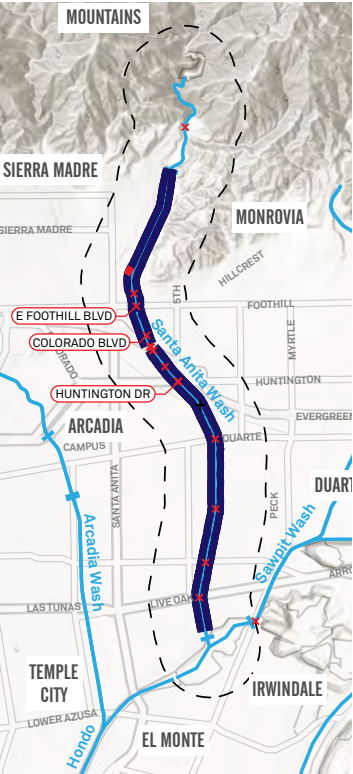 MOUNTAINS
SIERRA MADRE
MONROVIA
SIERRA MADRE
HILLCREST
5TH
FOOTHILL
E FOOTHILL BLVD
COLORADO BLVD
Santa Anita Wash
MYRTLE
HUNTINGTON
HUNTINGTON DR
EVERGREEN
ARCADIA
CAMPUS
DUARTE
SANTA ANITA
PECK
DUART
Arcadia Wash
Sawpit Wash
ARRO
LAS TUNAS
LIVE OAK
TEMPLE
CITY
IRWINDALE
LOWER AZUSA
EL MONTE
Hondo